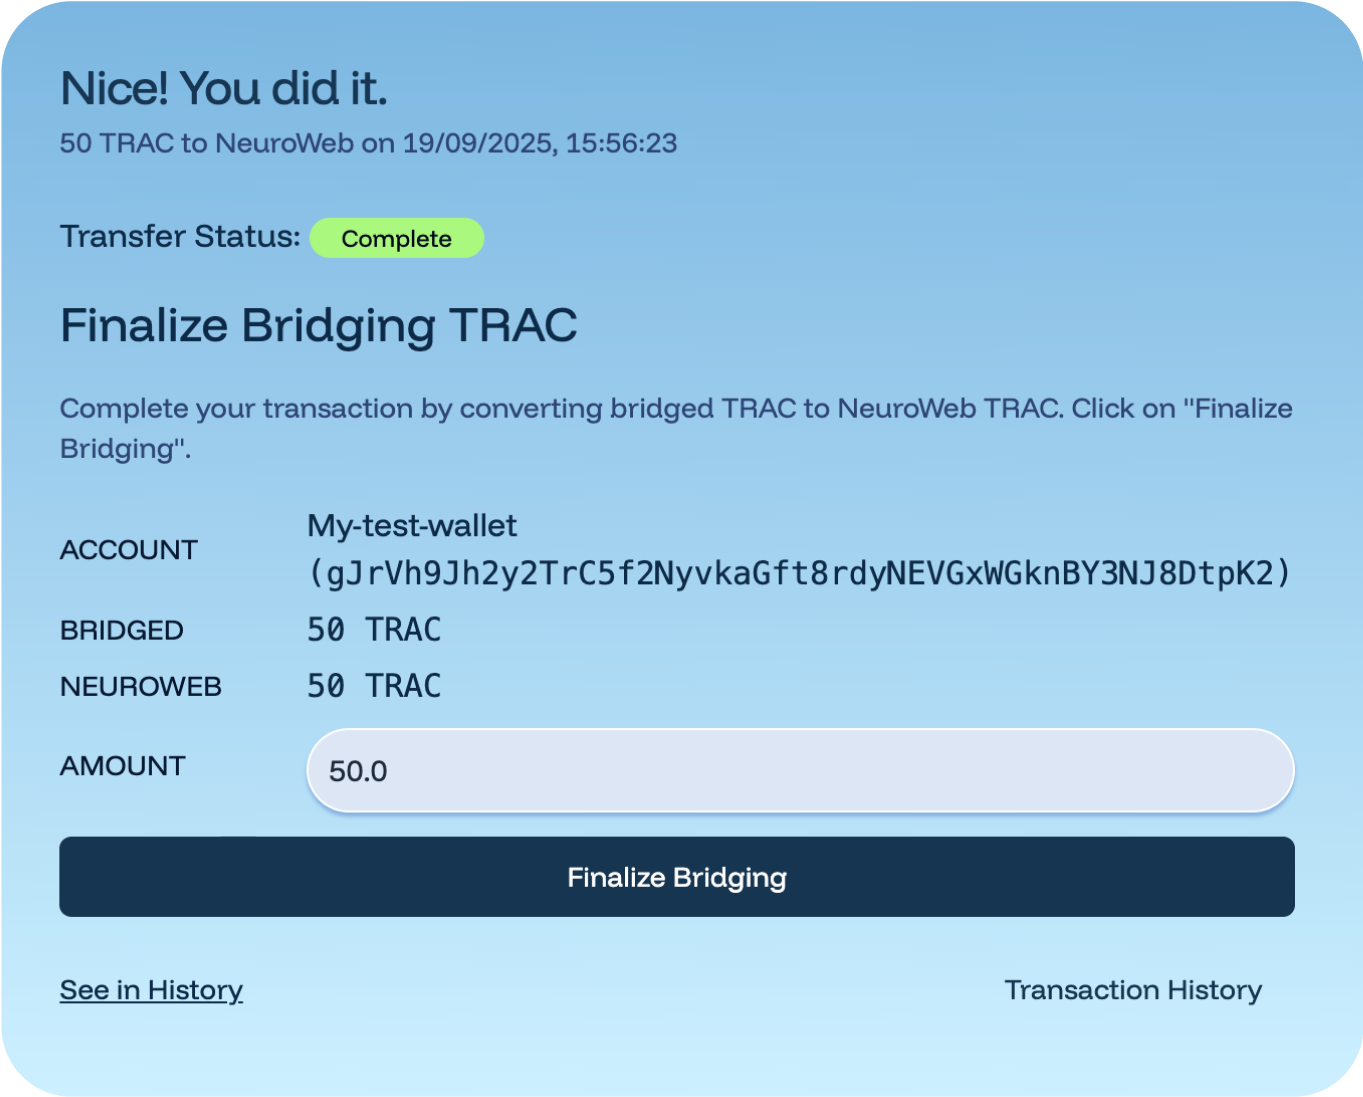 Nice! You did it.
50 TRAC to NeuroWeb on 19/09/2025, 15:56:23
Transfer Status: Complete
Finalize Bridging TRAC
Complete your transaction by converting bridged TRAC to NeuroWeb TRAC. Click on "Finalize
Bridging".
ACCOUNT My-test-wallet
(gJrVh9Jh2y2TrC5f2NyvkaGft8rdyNEVGxWGknBY3NJ8DtpK2)
BRIDGED 50 TRAC
NEUROWEB 50 TRAC
AMOUNT 50.0
Finalize Bridging
See in History Transaction History